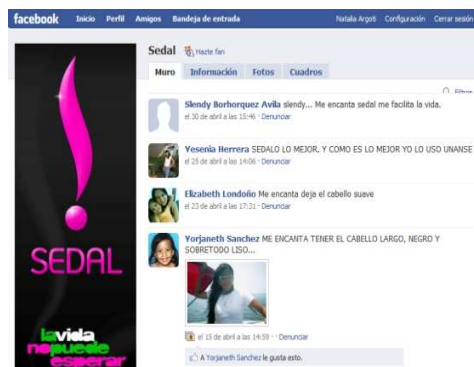 facebook Inicio Perfil Amigos Bandeja de entrada Natalia Argoti Configuración Cerrar sesión
Sedal Hazte fan
Muro Información Fotos Cuadros
Slendy Borhorquez Avila slendy... Me encanta sedal me facilita la vida.
el 30 de abril a las 15:46 · Denunciar
Yesenia Herrera SEDALO LO MEJOR. Y COMO ES LO MEJOR YO LO USO UNANSE
el 25 de abril a las 14:06 · Denunciar
Elizabeth Londoño Me encanta deja el cabello suave
el 23 de abril a las 17:31 · Denunciar
Yorjaneth Sanchez ME ENCANTA TENER EL CABELLO LARGO, NEGRO Y
SOBRETODO LISO...
el 15 de abril a las 14:59 · · Denunciar
A Yorjaneth Sanchez le gusta esto.
SEDAL
la vida
no puede
esperar